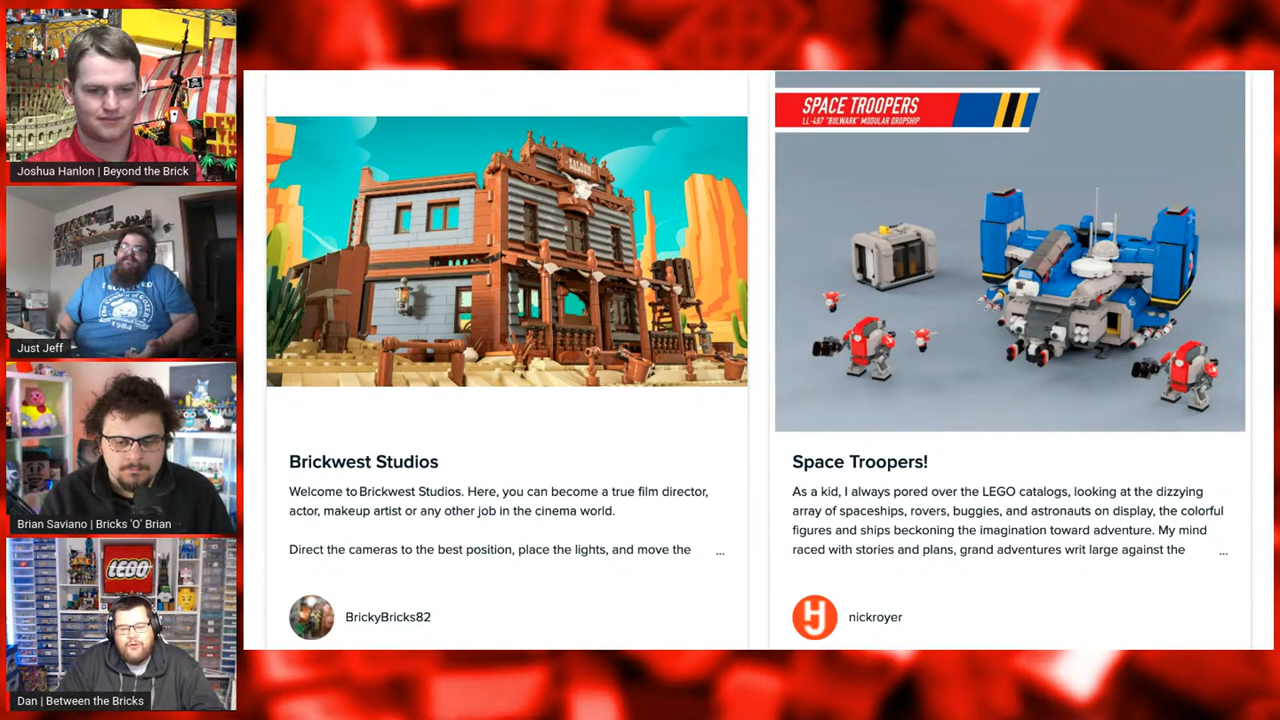 Joshua Hanlon | Beyond the Brick
Just Jeff
1984
Brian Saviano | Bricks 'O' Brian
LEGO
Dan | Between the Bricks
SALOON
Brickwest Studios
Welcome to Brickwest Studios. Here, you can become a true film director,
actor, makeup artist or any other job in the cinema world.
Direct the cameras to the best position, place the lights, and move the ...
BrickyBricks82
SPACE TROOPERS
LL-497 "BULWARK" MODULAR DROPSHIP
Space Troopers!
As a kid, I always pored over the LEGO catalogs, looking at the dizzying
array of spaceships, rovers, buggies, and astronauts on display, the colorful
figures and ships beckoning the imagination toward adventure. My mind
raced with stories and plans, grand adventures writ large against the ...
nickroyer